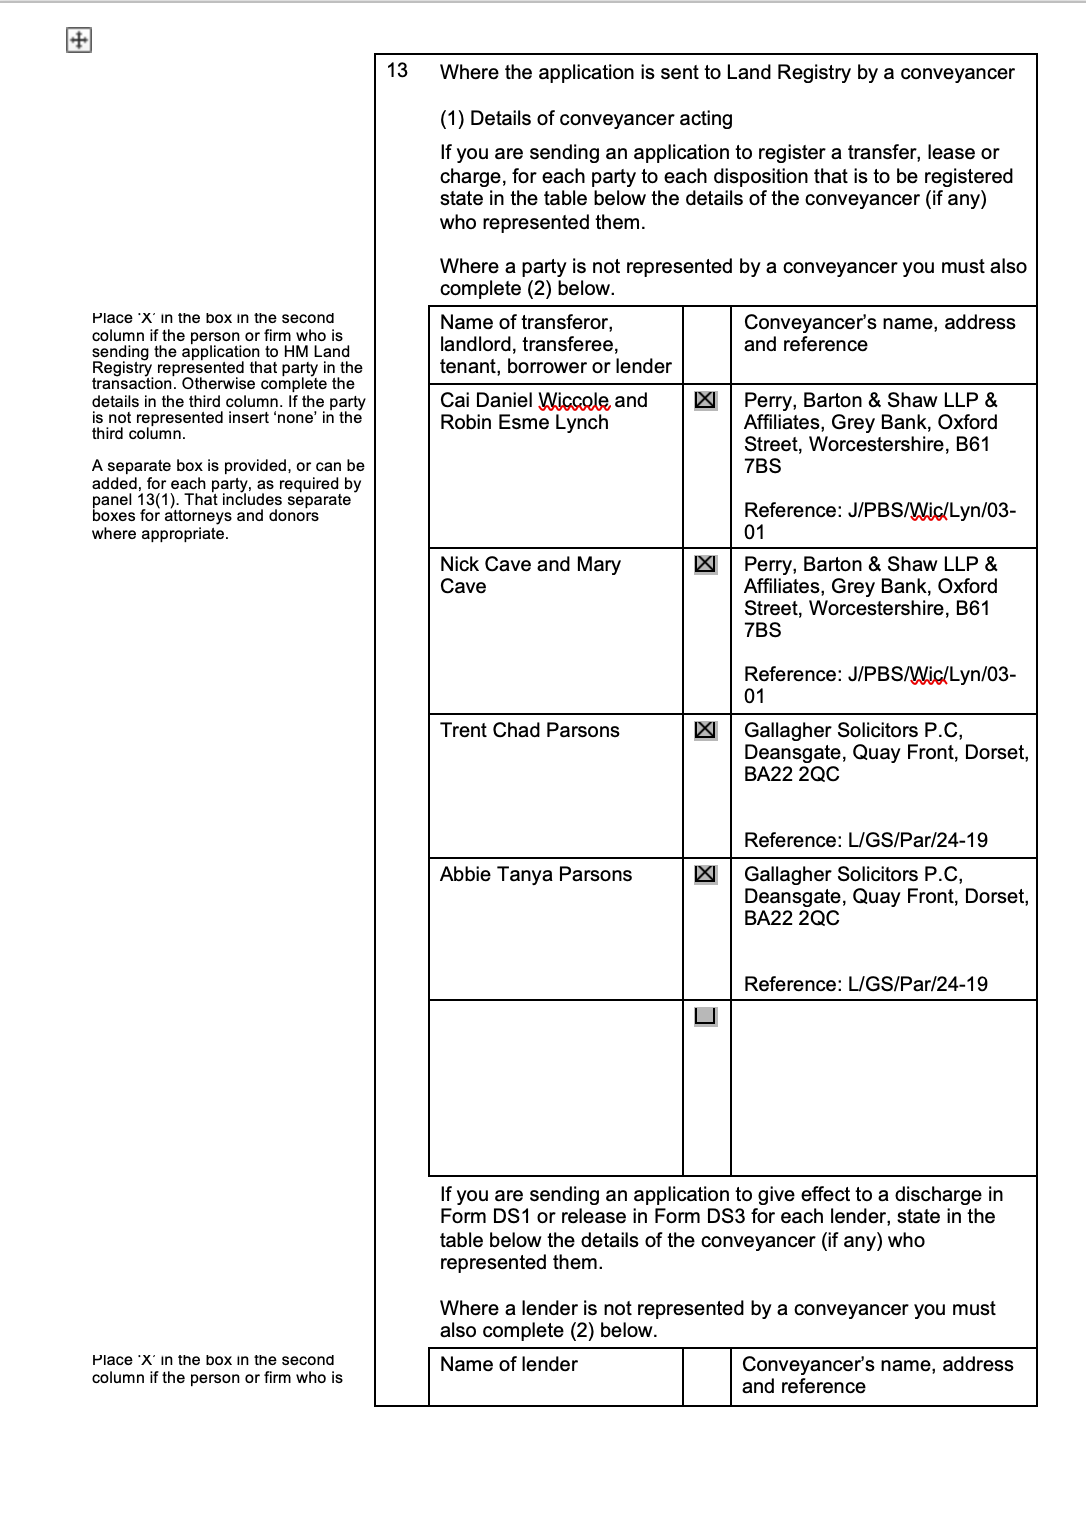 13 Where the application is sent to Land Registry by a conveyancer
(1) Details of conveyancer acting
If you are sending an application to register a transfer, lease or
charge, for each party to each disposition that is to be registered
state in the table below the details of the conveyancer (if any)
who represented them.
Where a party is not represented by a conveyancer you must also
complete (2) below.
Place 'X' in the box in the second
column if the person or firm who is
sending the application to HM Land
Registry represented that party in the
transaction. Otherwise complete the
details in the third column. If the party
is not represented insert ‘none’ in the
third column.
A separate box is provided, or can be
added, for each party, as required by
panel 13(1). That includes separate
boxes for attorneys and donors
where appropriate.
Name of transferor,
landlord, transferee,
tenant, borrower or lender
Conveyancer’s name, address
and reference
Cai Daniel Wiccole and
Robin Esme Lynch
Perry, Barton & Shaw LLP &
Affiliates, Grey Bank, Oxford
Street, Worcestershire, B61
7BS
Reference: J/PBS/Wic/Lyn/03-
01
Nick Cave and Mary
Cave
Perry, Barton & Shaw LLP &
Affiliates, Grey Bank, Oxford
Street, Worcestershire, B61
7BS
Reference: J/PBS/Wic/Lyn/03-
01
Trent Chad Parsons
Gallagher Solicitors P.C,
Deansgate, Quay Front, Dorset,
BA22 2QC
Reference: L/GS/Par/24-19
Abbie Tanya Parsons
Gallagher Solicitors P.C,
Deansgate, Quay Front, Dorset,
BA22 2QC
Reference: L/GS/Par/24-19
If you are sending an application to give effect to a discharge in
Form DS1 or release in Form DS3 for each lender, state in the
table below the details of the conveyancer (if any) who
represented them.
Where a lender is not represented by a conveyancer you must
also complete (2) below.
Place 'X' in the box in the second
column if the person or firm who is
Name of lender
Conveyancer’s name, address
and reference